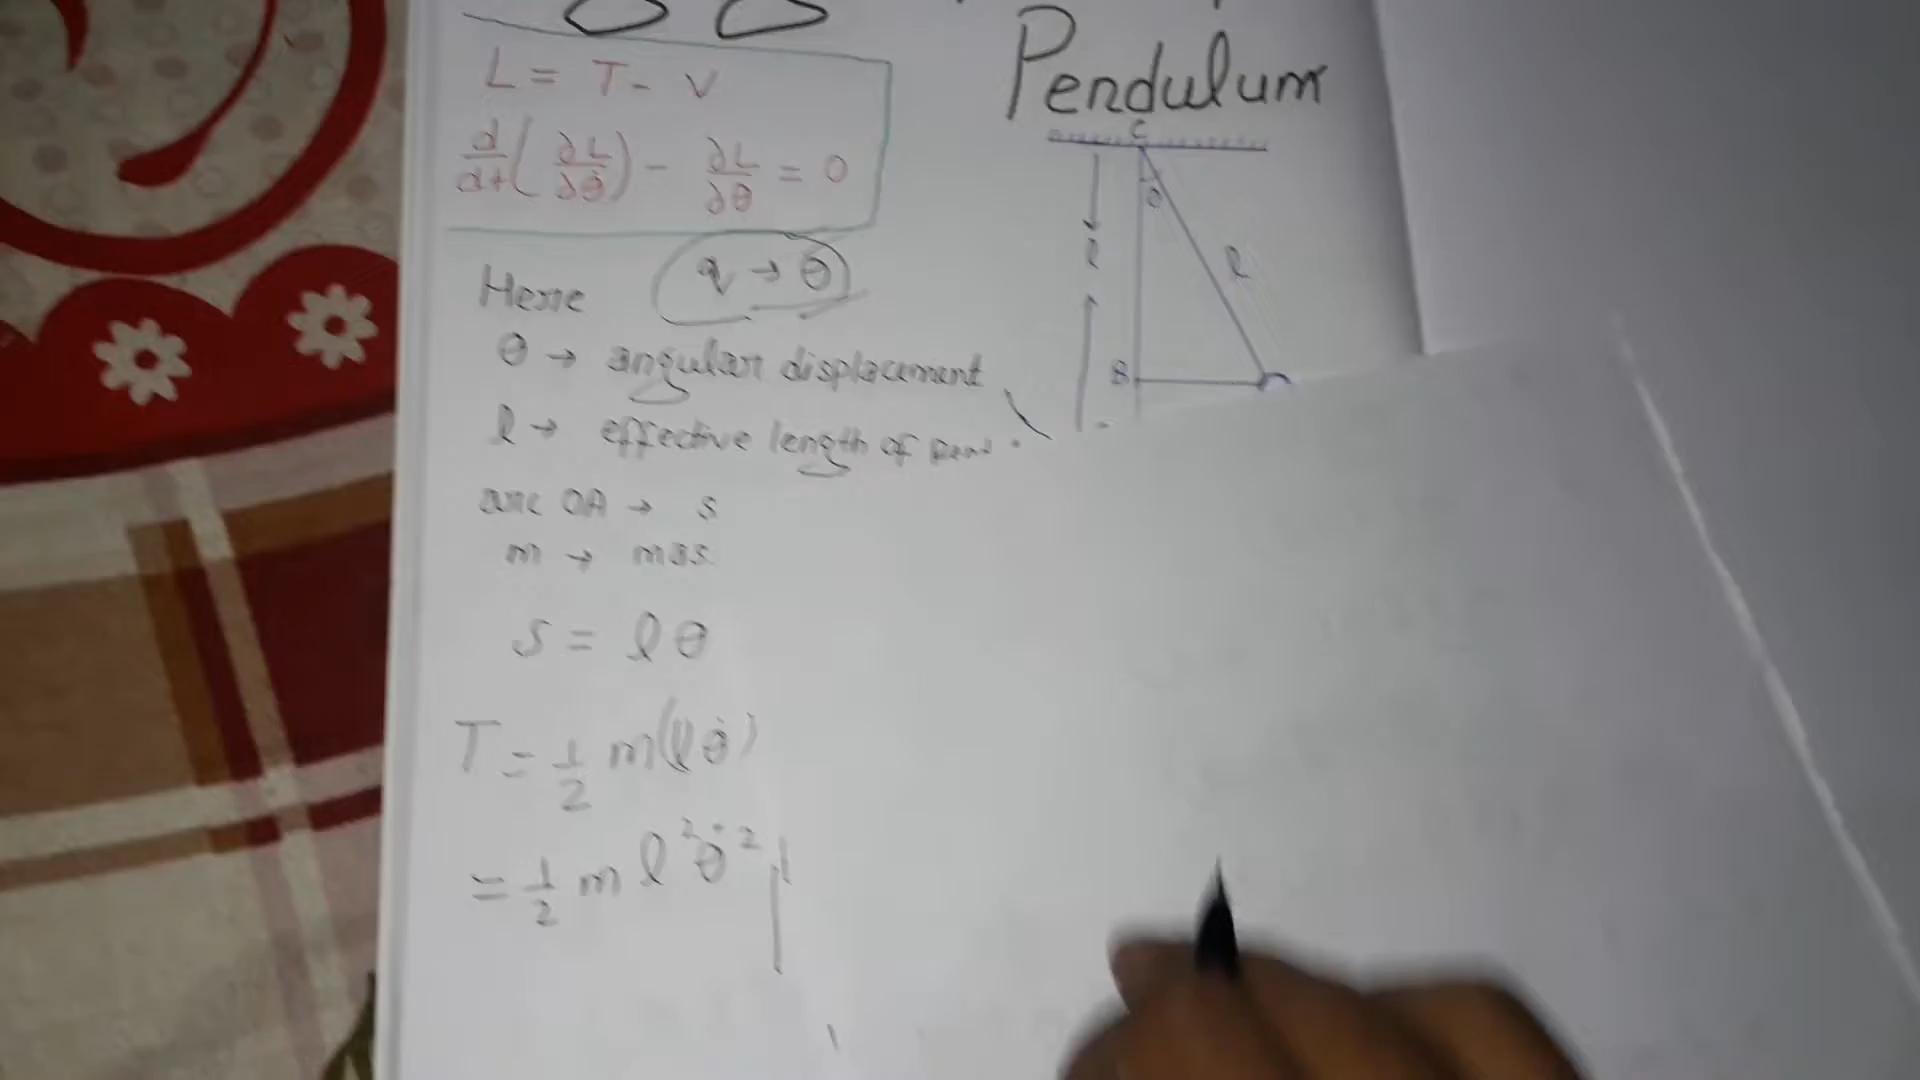 Pendulum
L = T - V
d/dt(∂L/∂θ̇) - ∂L/∂θ = 0
C
θ
l
l
B
Here q → θ
θ → angular displacement
l → effective length of
arc OA → s
m → mass
S = lθ
T = 1/2 m(lθ̇)
= 1/2 m l²θ̇²